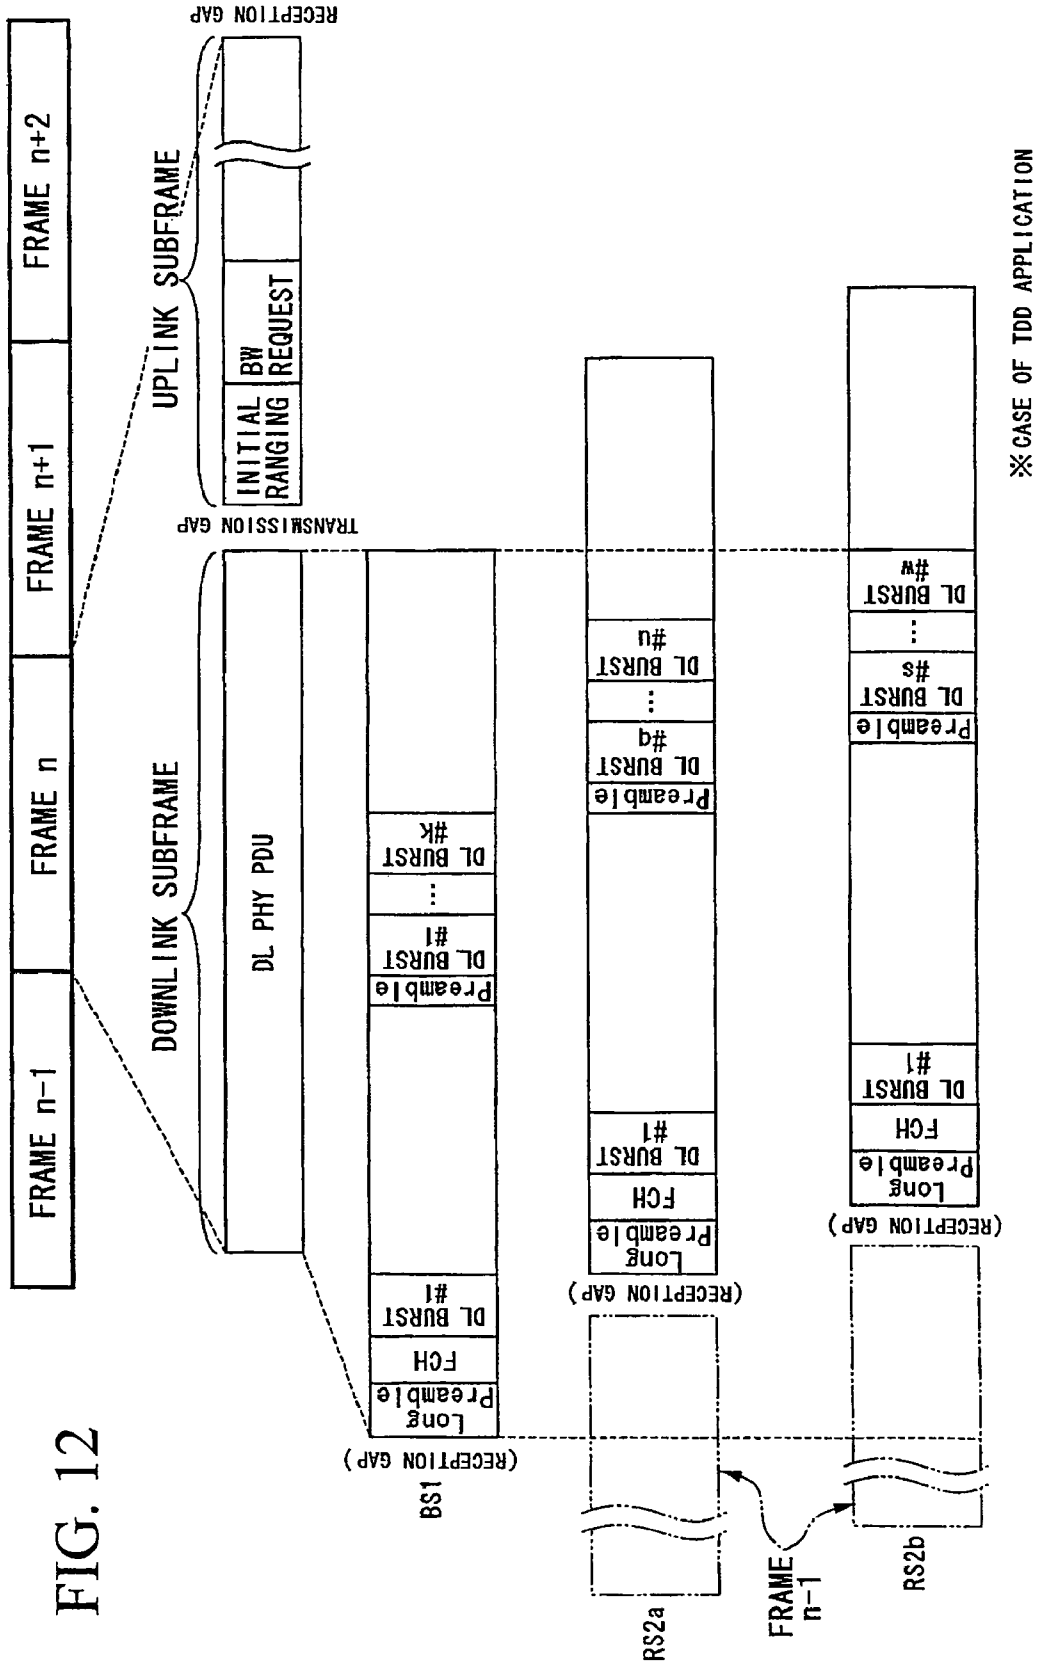 FIG. 12
FRAME n-1
FRAME n
FRAME n+1
FRAME n+2
DOWNLINK SUBFRAME
UPLINK SUBFRAME
DL PHY PDU
TRANSMISSION GAP
INITIAL
RANGING
BW
REQUEST
RECEPTION GAP
BS1
(RECEPTION GAP)
Long
Preamble
FCH
DL BURST
#1
Preamble
DL BURST
#1
...
DL BURST
#k
RS2a
(RECEPTION GAP)
Long
Preamble
FCH
DL BURST
#1
Preamble
DL BURST
#q
...
DL BURST
#u
FRAME
n-1
RS2b
(RECEPTION GAP)
Long
Preamble
FCH
DL BURST
#1
Preamble
DL BURST
#s
...
DL BURST
#w
※CASE OF TDD APPLICATION